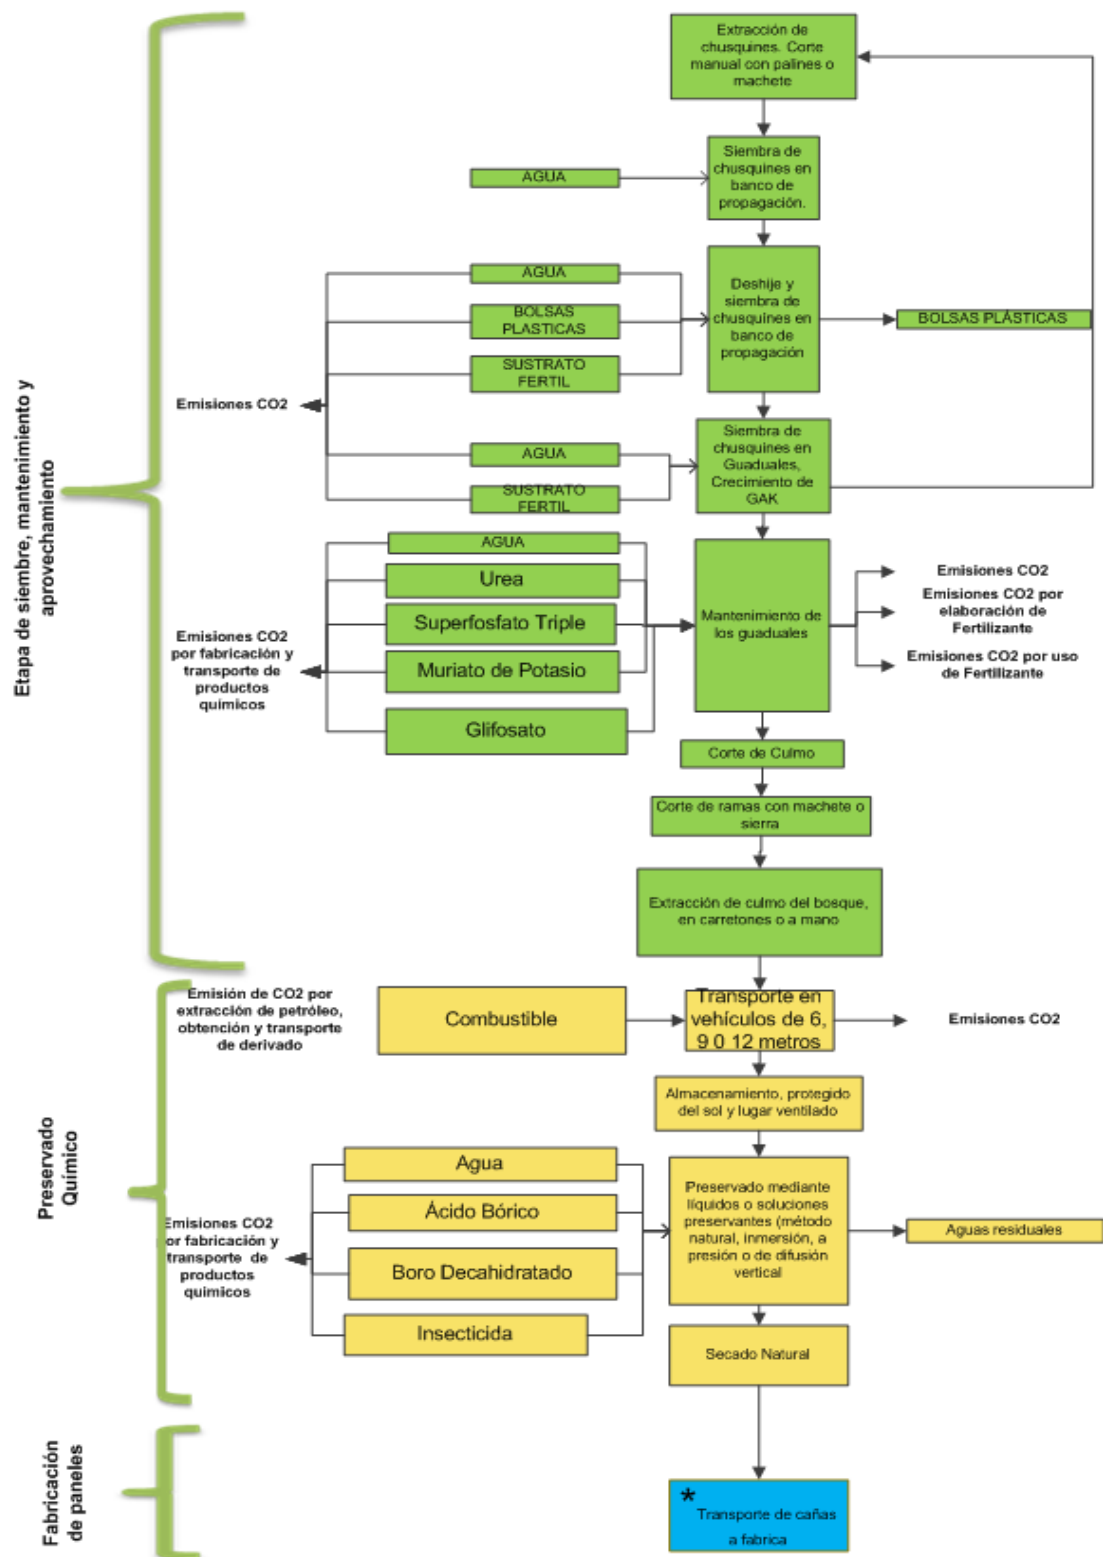 Extracción de
chusquines. Corte
manual con palines o
machete
Siembra de
chusquines en
banco de
propagación.
AGUA
Deshije y
siembra de
chusquines en
banco de
propagación
AGUA
BOLSAS
PLASTICAS
SUSTRATO
FERTIL
BOLSAS PLÁSTICAS
Emisiones CO2
Siembra de
chusquines en
Guaduales,
Crecimiento de
GAK
AGUA
SUSTRATO
FERTIL
Etapa de siembre, mantenimiento y
aprovechamiento
AGUA
Urea
Superfosfato Triple
Muriato de Potasio
Glifosato
Emisiones CO2
por fabricación y
transporte de
productos
químicos
Mantenimiento de
los guaduales
Emisiones CO2
Emisiones CO2 por
elaboración de
Fertilizante
Emisiones CO2 por uso
de Fertilizante
Corte de Culmo
Corte de ramas con machete o
sierra
Extracción de culmo del bosque,
en carretones o a mano
Emisión de CO2 por
extracción de petróleo,
obtención y transporte
de derivado
Combustible
Transporte en
vehículos de 6,
9 0 12 metros
Emisiones CO2
Almacenamiento, protegido
del sol y lugar ventilado
Preservado
Químico
Agua
Ácido Bórico
Boro Decahidratado
Insecticida
Emisiones CO2
por fabricación y
transporte de
productos
quimicos
Preservado mediante
líquidos o soluciones
preservantes (método
natural, inmersión, a
presión o de difusión
vertical
Aguas residuales
Secado Natural
Fabricación
de paneles
* Transporte de cañas
a fabrica